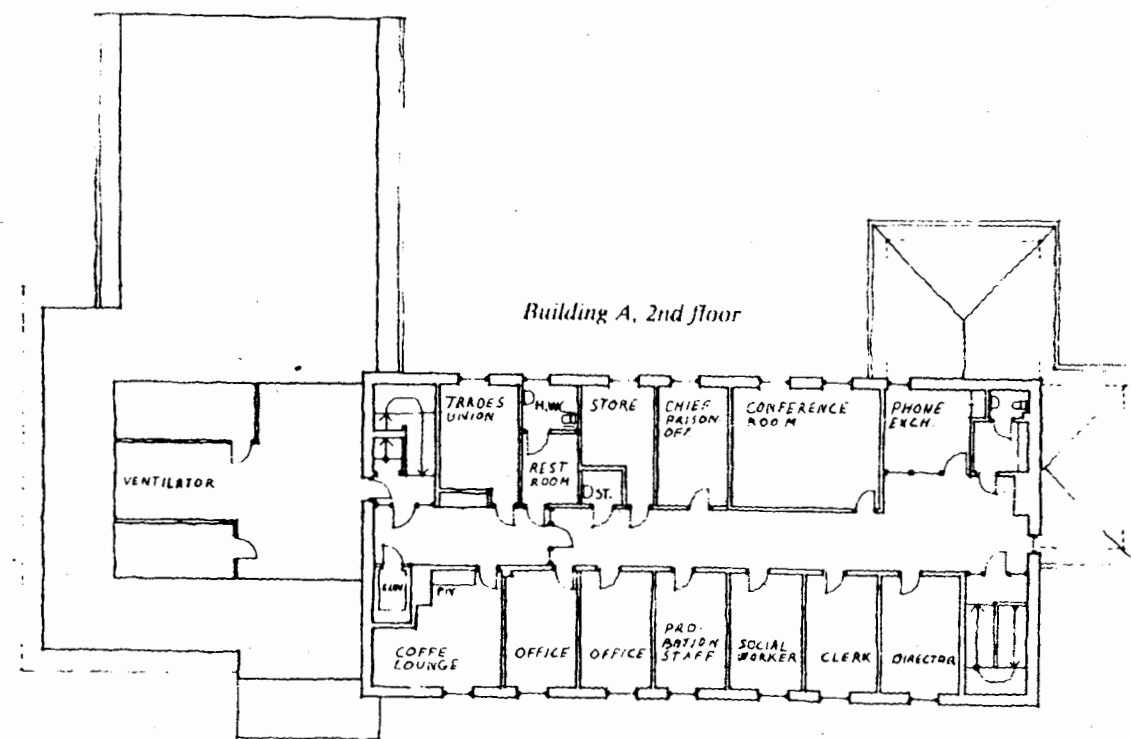 Building A, 2nd floor
TRADES
UNION
H.W.
STORE
CHIEF
PRISON
OFF.
CONFERENCE
ROOM
PHONE
EXCH.
REST
ROOM
ST.
VENTILATOR
ELEV.
COFFE
LOUNGE
OFFICE
OFFICE
PRO-
BATION
STAFF
SOCIAL
WORKER
CLERK
DIRECTOR